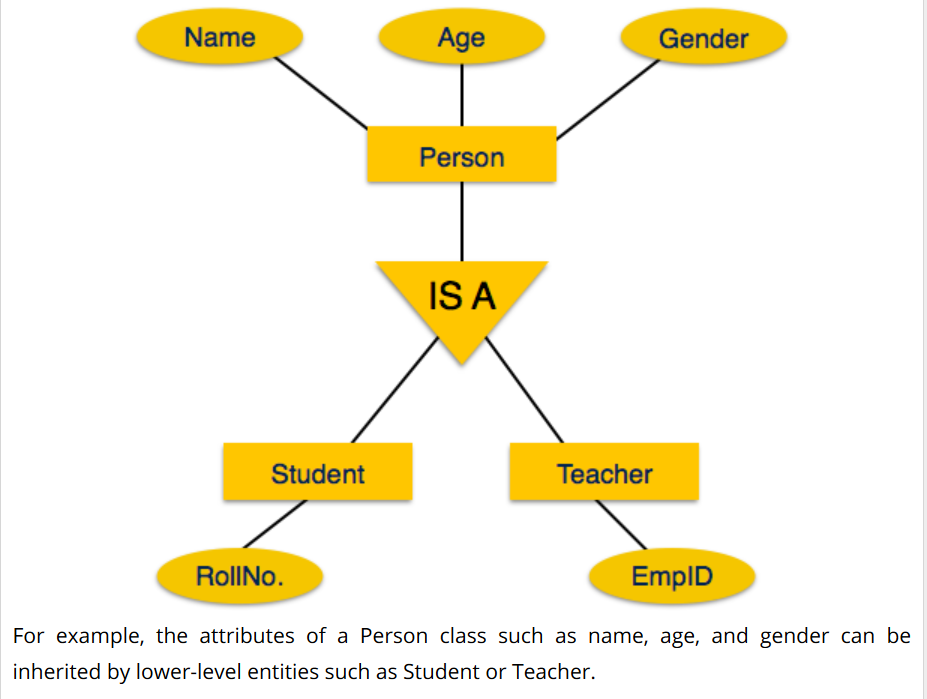 Name
Age
Gender
Person
IS A
Student
Teacher
RollNo.
EmpID
For example, the attributes of a Person class such as name, age, and gender can be
inherited by lower-level entities such as Student or Teacher.